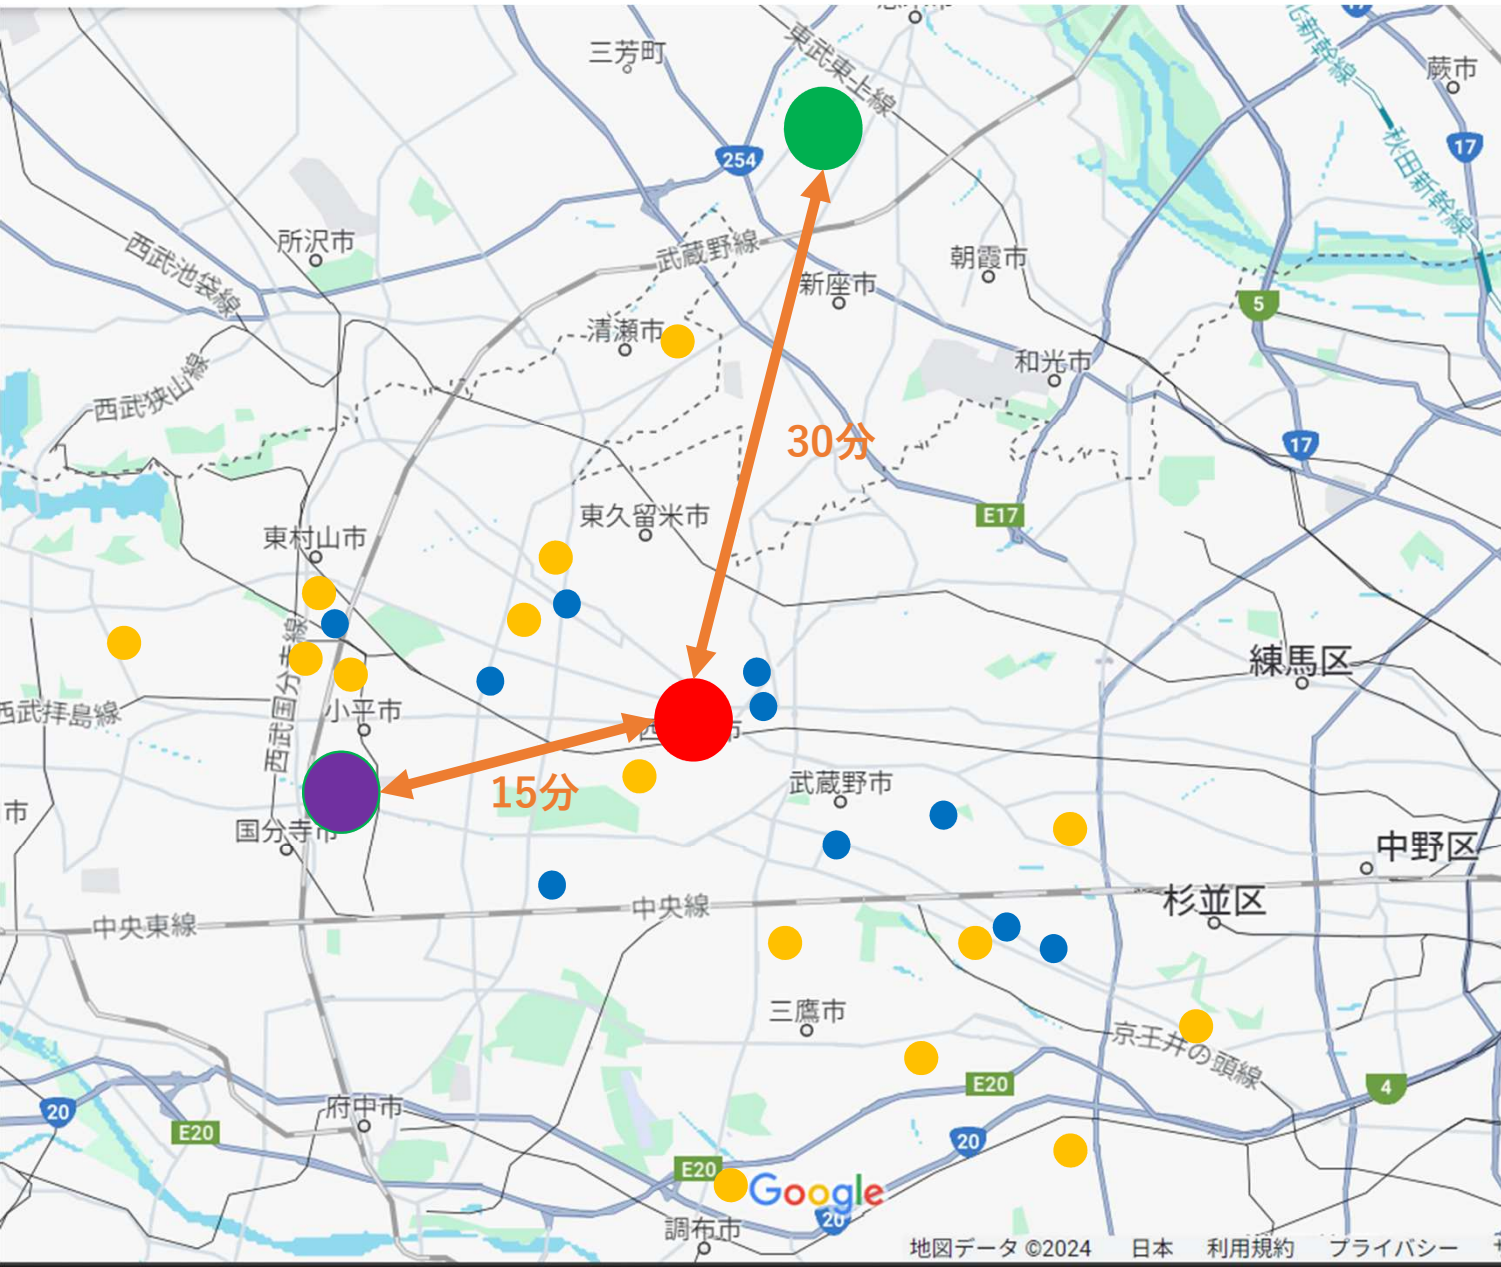 三芳町
東武東上線
北新幹線
蕨市
254
17
秋田新幹線
所沢市
西武池袋線
武蔵野線
新座市
朝霞市
5
清瀬市
和光市
西武狭山線
30分
17
東久留米市
E17
東村山市
練馬区
西武国分寺線
小平市
西武拝島線
15分
武蔵野市
市
国分寺市
中野区
杉並区
中央線
中央東線
三鷹市
京王井の頭線
E20
4
20
府中市
E20
20
E20
Google
20
調布市
地図データ ©2024 日本 利用規約 プライバシー